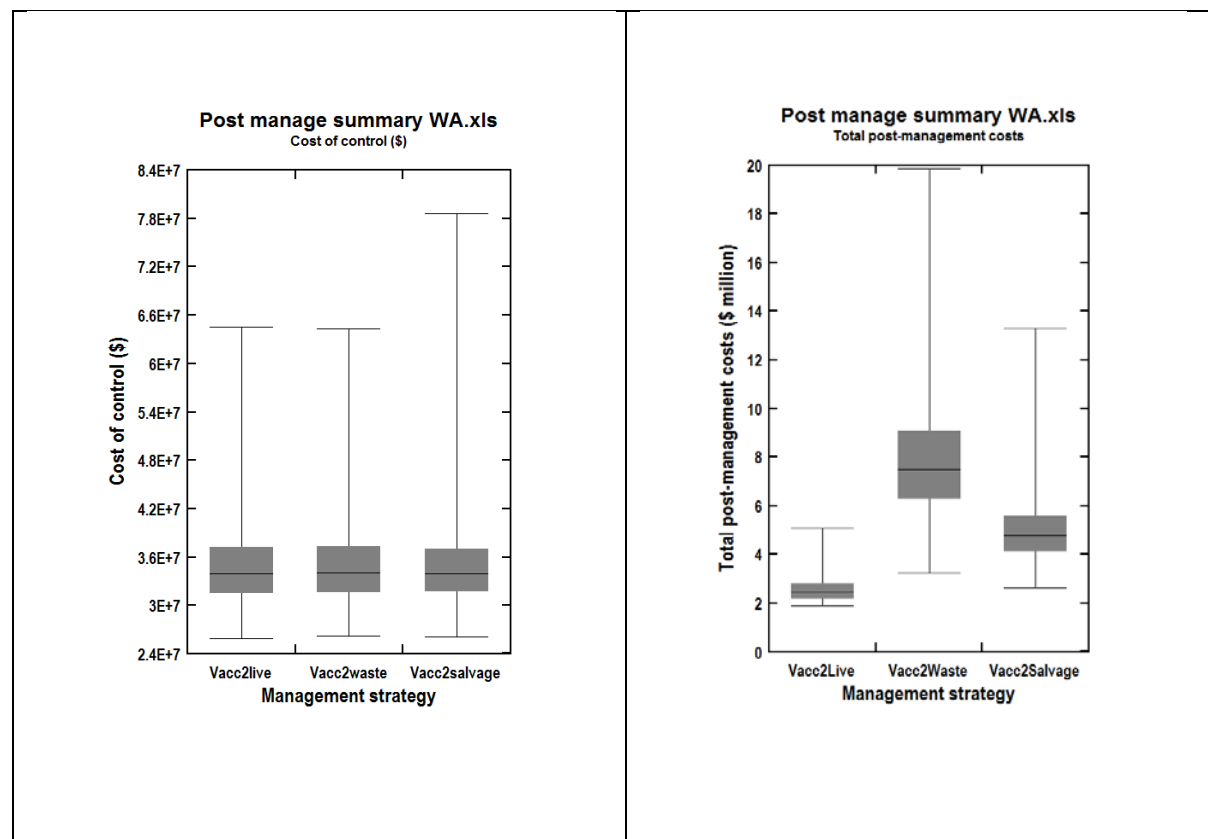 Post manage summary WA.xls
Cost of control ($)
8.4E+7
7.8E+7
7.2E+7
6.6E+7
6E+7
5.4E+7
4.8E+7
4.2E+7
3.6E+7
3E+7
2.4E+7
Cost of control ($)
Vacc2live Vacc2waste Vacc2salvage
Management strategy
Post manage summary WA.xls
Total post-management costs
20
18
16
14
12
10
8
6
4
2
0
Total post-management costs ($ million)
Vacc2Live Vacc2Waste Vacc2Salvage
Management strategy